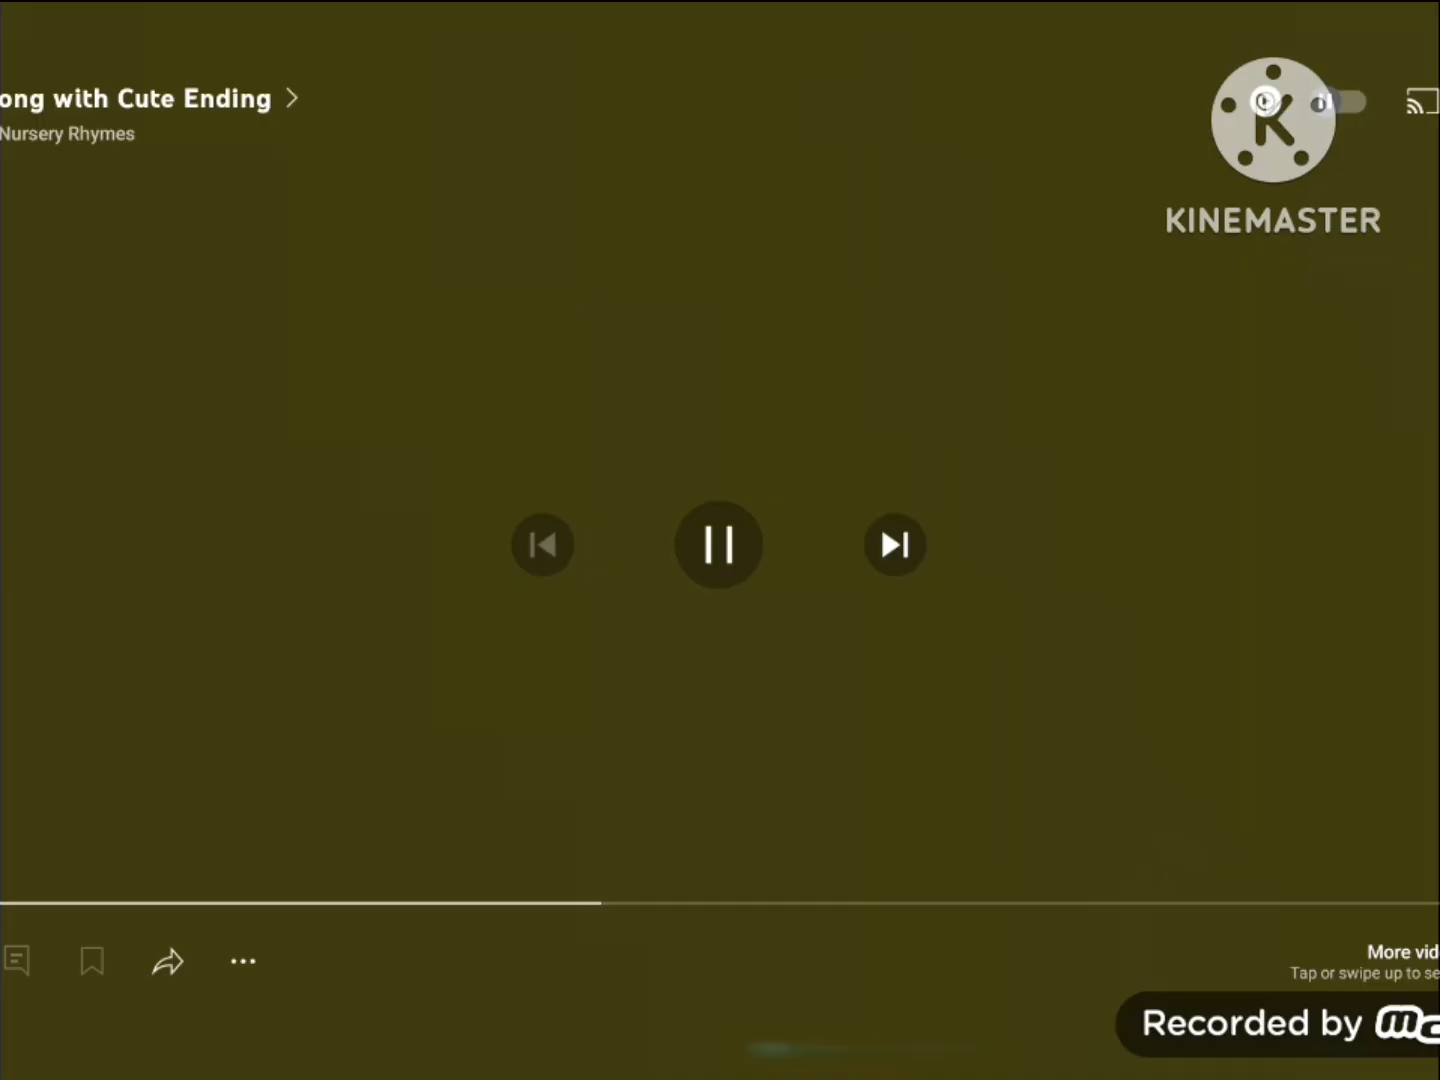 ong with Cute Ending
Nursery Rhymes
KINEMASTER
More vid
Tap or swipe up to se
Recorded by